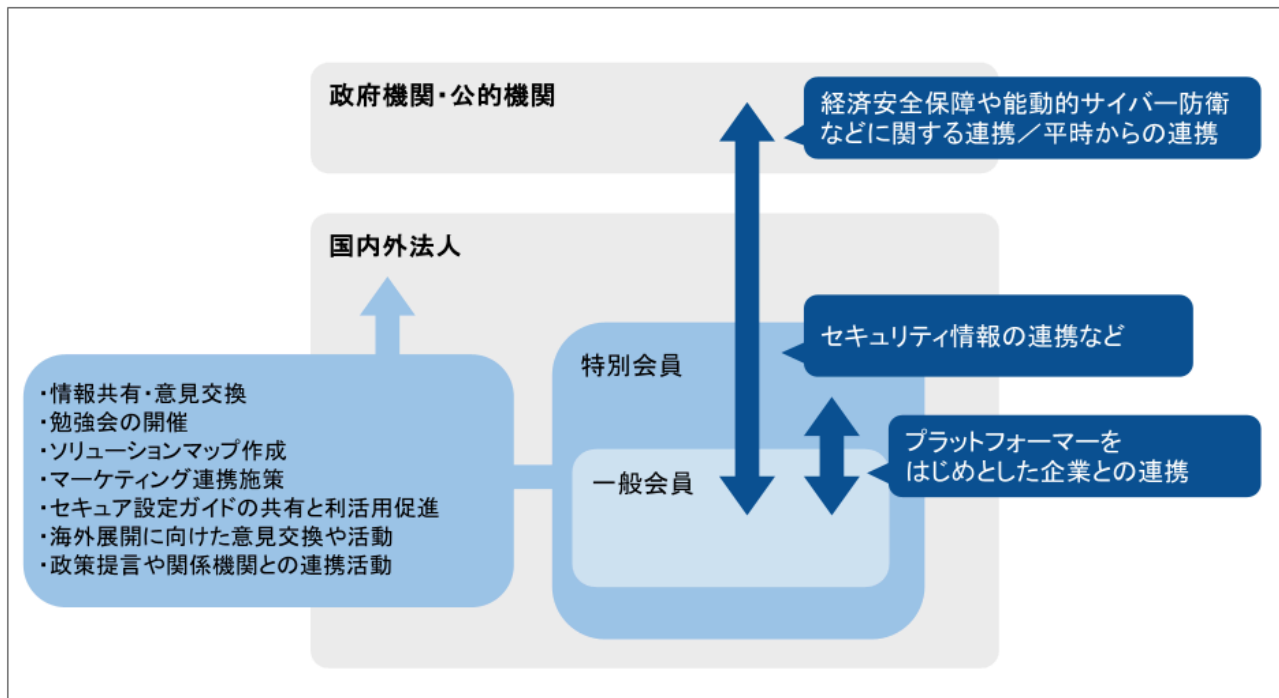 政府機関・公的機関
経済安全保障や能動的サイバー防衛
などに関する連携／平時からの連携
国内外法人
セキュリティ情報の連携など
特別会員
・情報共有・意見交換
・勉強会の開催
・ソリューションマップ作成
・マーケティング連携施策
・セキュア設定ガイドの共有と利活用促進
・海外展開に向けた意見交換や活動
・政策提言や関係機関との連携活動
プラットフォーマーを
はじめとした企業との連携
一般会員